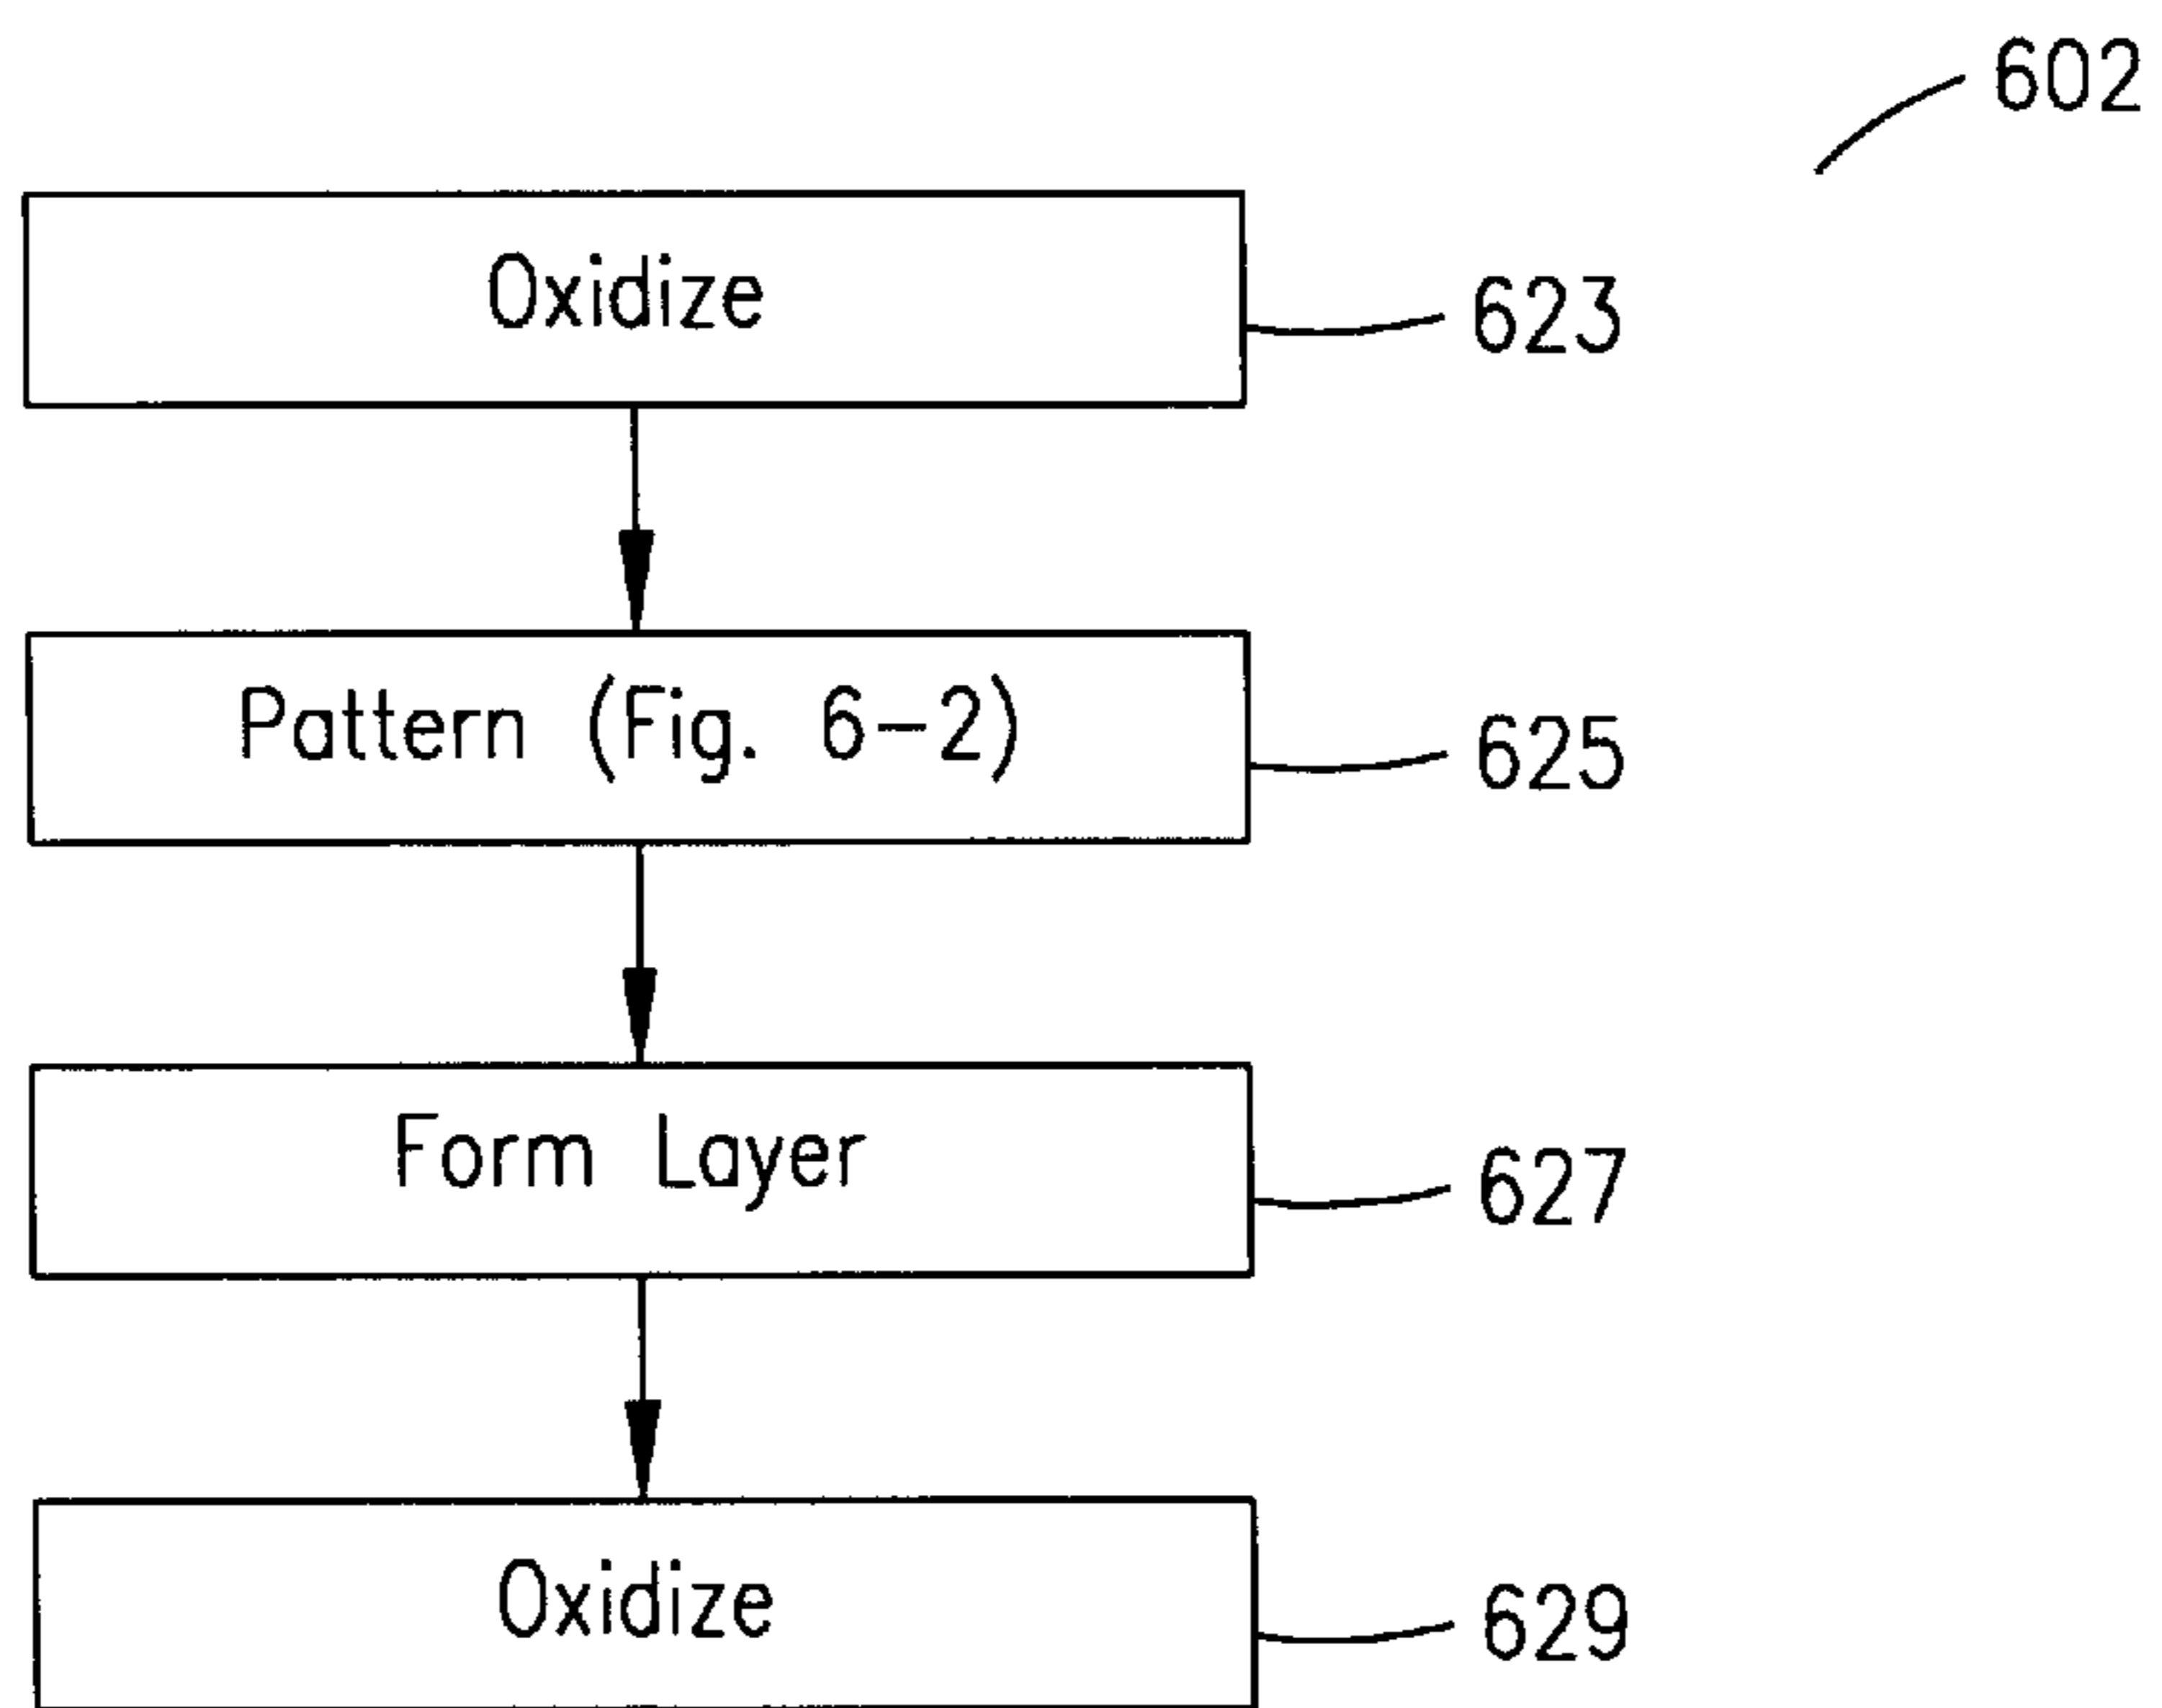 602
Oxidize
623
Pattern (Fig. 6-2)
625
Form Layer
627
Oxidize
629